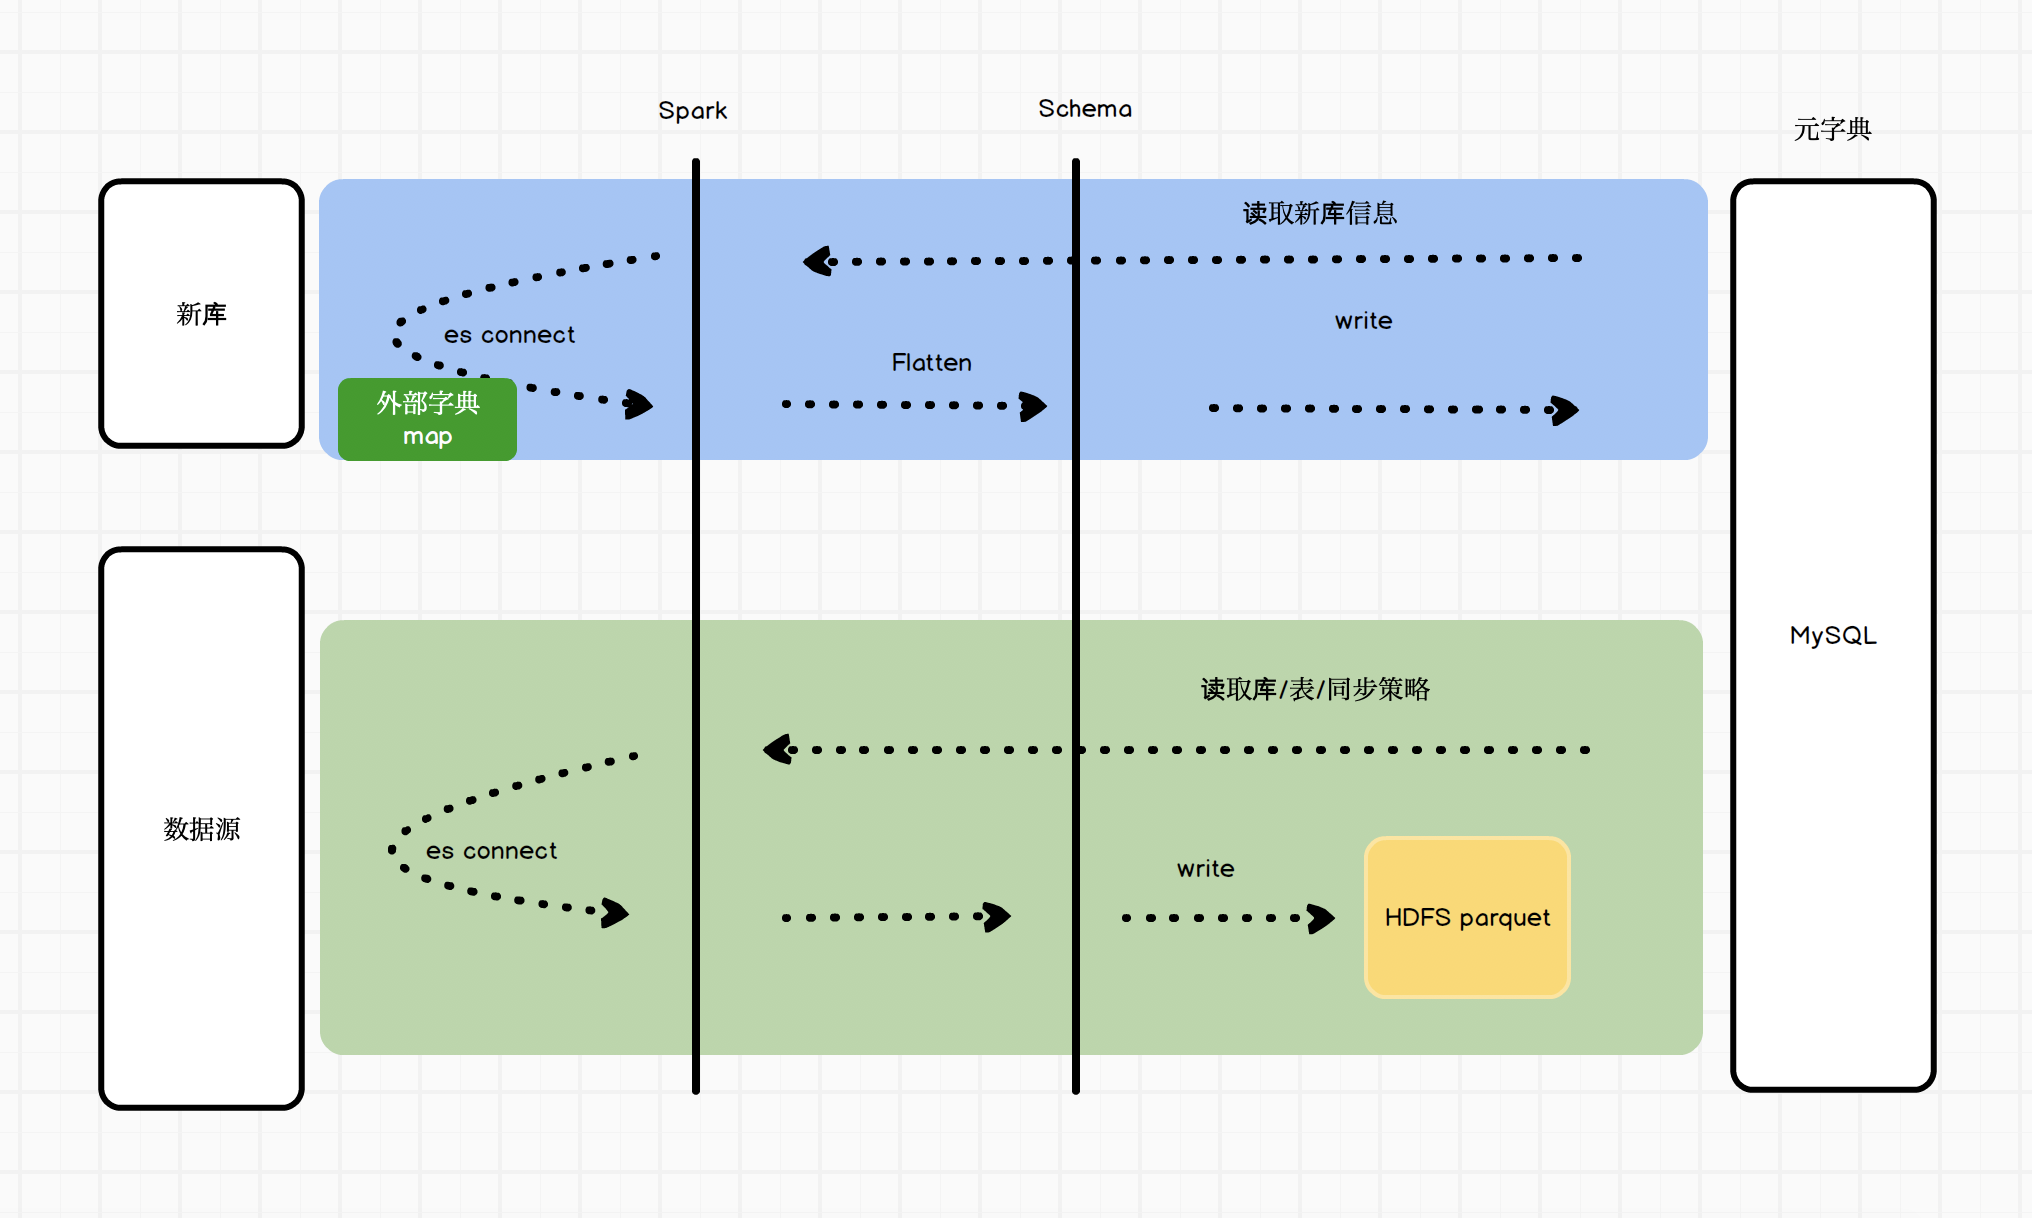 Spark
Schema
元字典
读取新库信息
新库
es connect
write
Flatten
外部字典
map
MySQL
读取库/表/同步策略
数据源
es connect
write
HDFS parquet